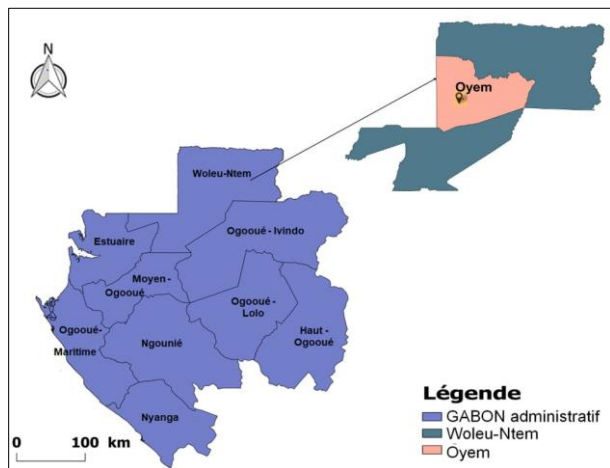 N
Oyem
Woleu-Ntem
Estuaire
Ogooué - Ivindo
Moyen -
Ogooué
Ogooué -
Lolo
Ogooué-
Maritime
Ngounié
Haut -
Ogooué
Nyanga
0 100 km
Légende
GABON administratif
Woleu-Ntem
Oyem